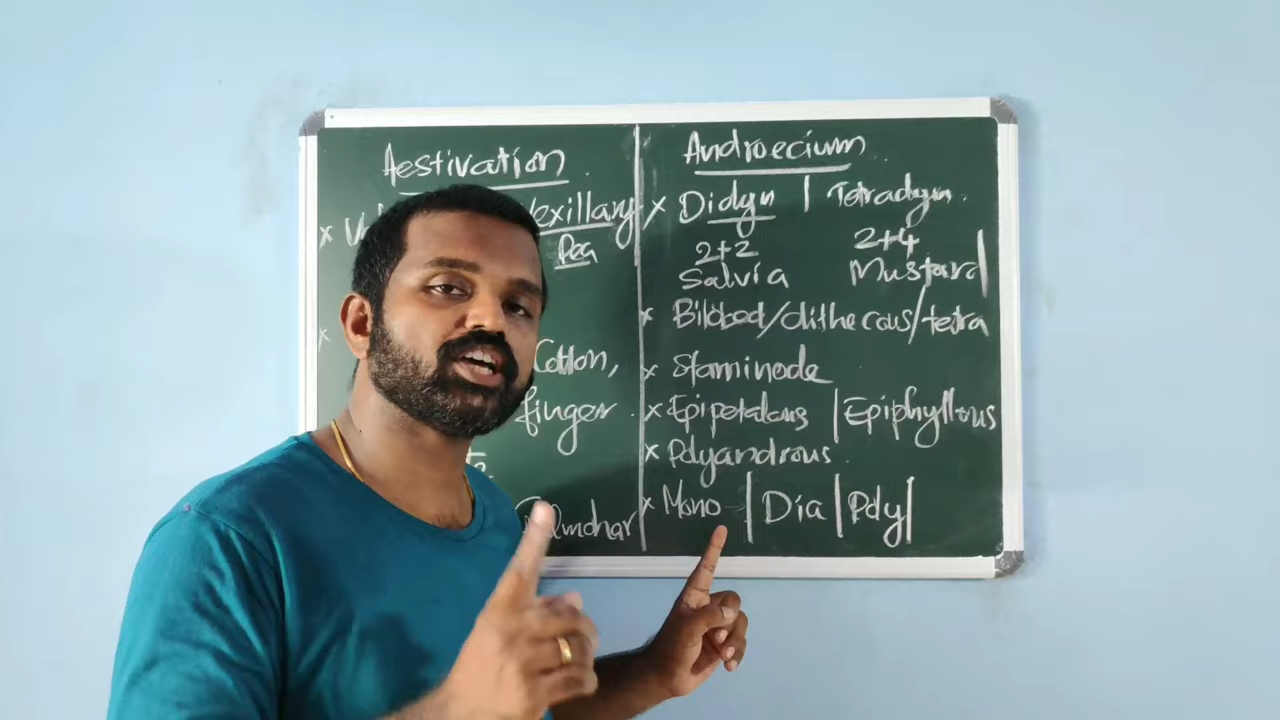 Aestivation
× Vexillary
Pea
×
Cotton,
finger
Androecium
× Didyn | Tetradyn.
2+2 2+4
Salvia Mustard
× Bilobed/dithecous/tetra
× Staminode
× Epipetalous | Epiphyllous
× Polyandrous
× Mono | Dia | Poly |